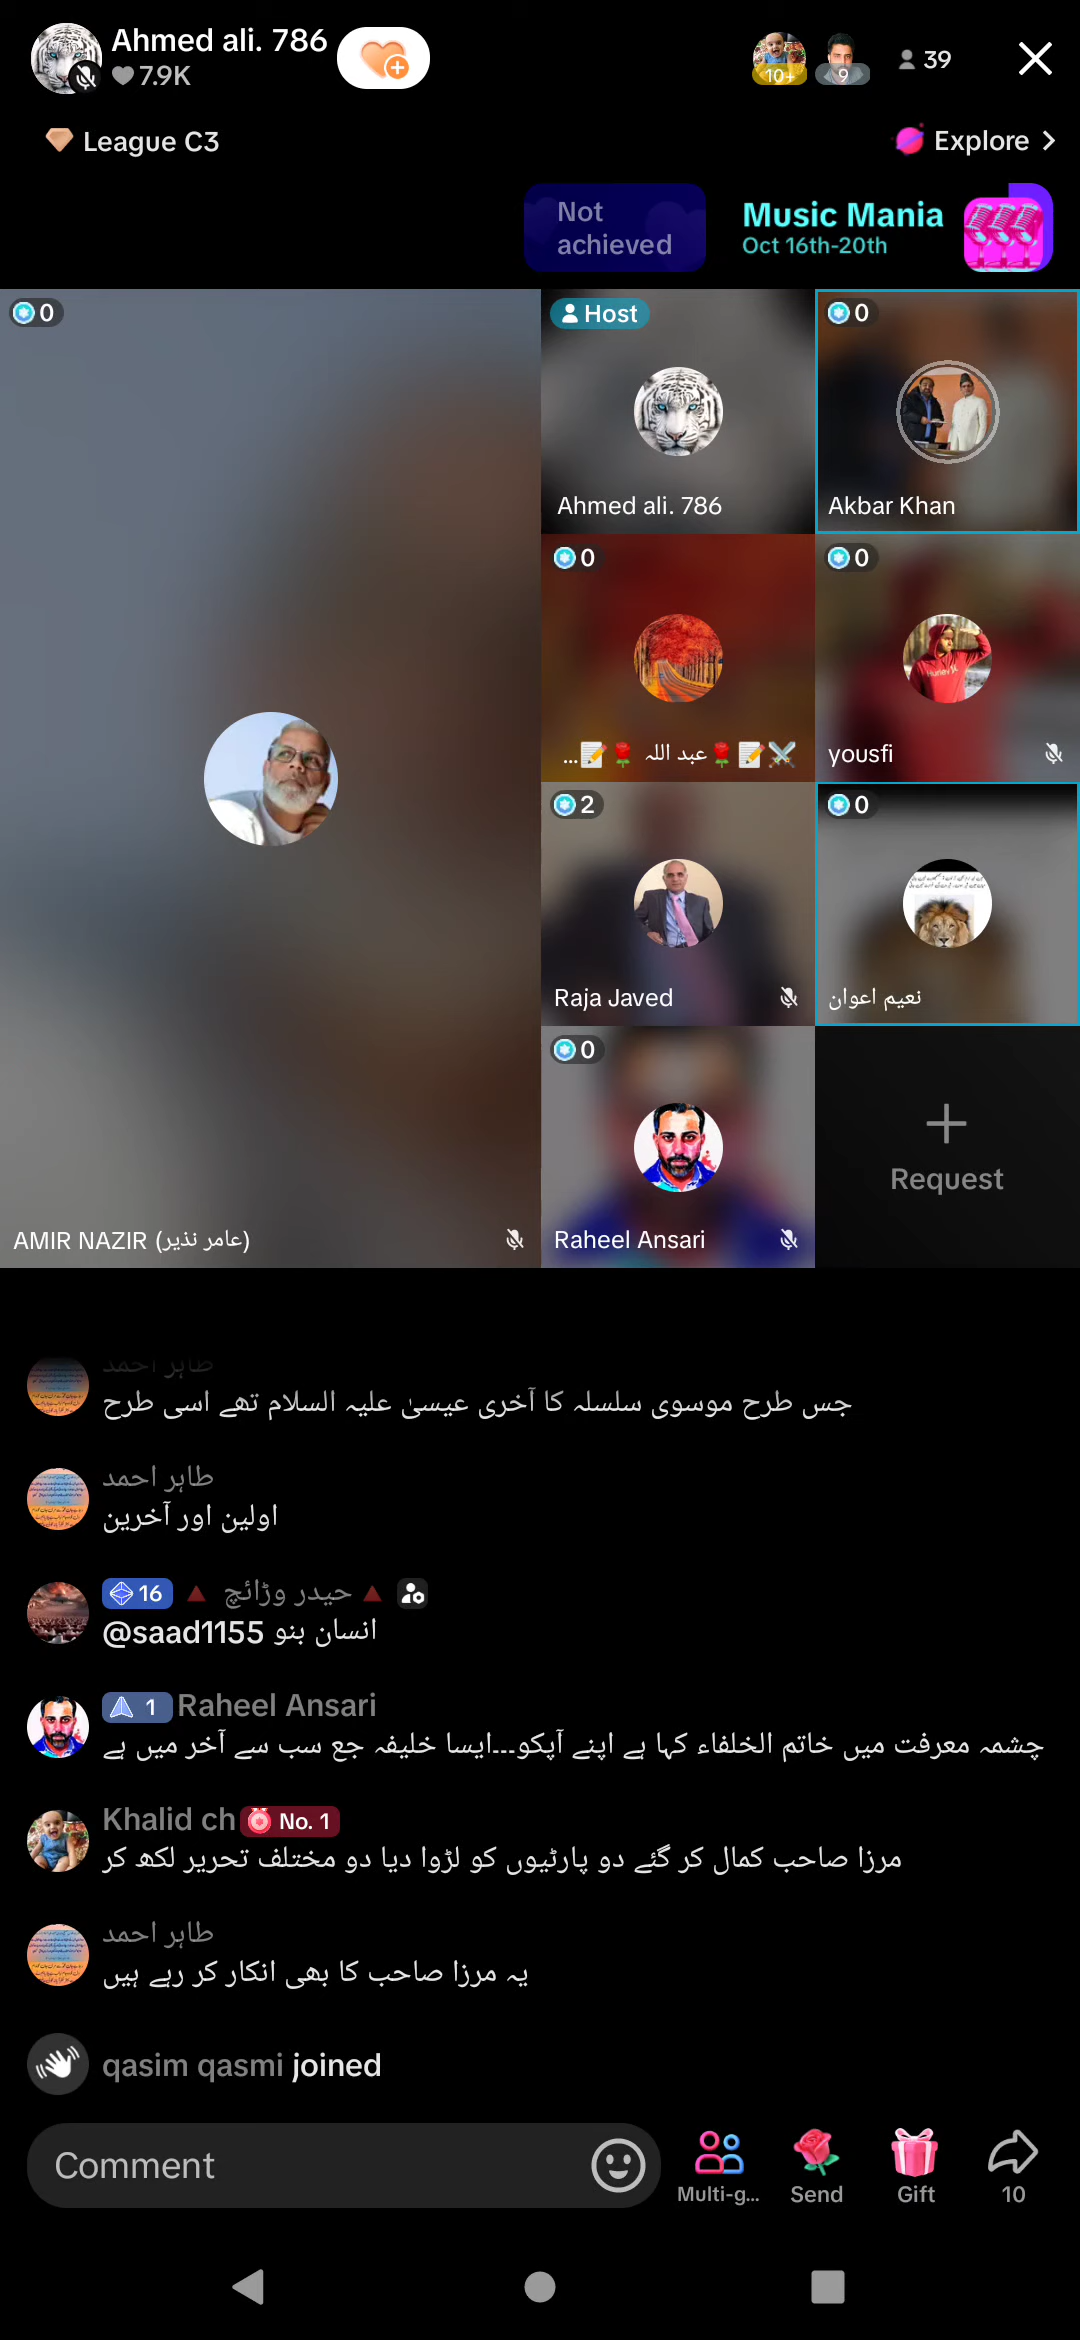 Ahmed ali. 786
7.9K
10+
9
39
League C3
Explore
Not
achieved
Music Mania
Oct 16th-20th
0
Host
0
Ahmed ali. 786
Akbar Khan
0
0
⚔️📝🌹عبد اللہ🌹📝...
yousfi
2
0
Raja Javed
نعیم اعوان
0
Request
AMIR NAZIR (عامر نذیر)
Raheel Ansari
طاہر احمد
جس طرح موسوی سلسلہ کا آخری عیسیٰ علیہ السلام تھے اسی طرح
طاہر احمد
اولین اور آخرین
16 🔺 حیدر وڑائچ 🔺
@saad1155 انسان بنو
1 Raheel Ansari
چشمہ معرفت میں خاتم الخلفاء کہا ہے اپنے آپکو...ایسا خلیفہ جع سب سے آخر میں ہے
Khalid ch No. 1
مرزا صاحب کمال کر گئے دو پارٹیوں کو لڑوا دیا دو مختلف تحریر لکھ کر
طاہر احمد
یہ مرزا صاحب کا بھی انکار کر رہے ہیں
qasim qasmi joined
Comment
Multi-g...
Send
Gift
10